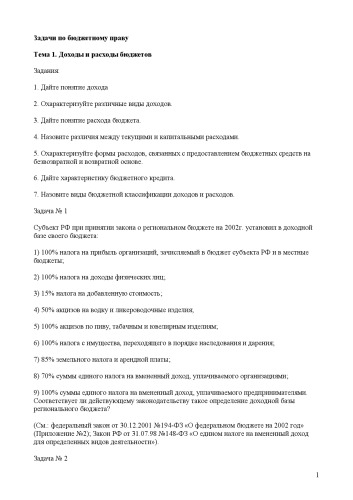 Задачи по бюджетному праву
Тема 1. Доходы и расходы бюджетов
Задания:
1. Дайте понятие дохода
2. Охарактеризуйте различные виды доходов.
3. Дайте понятие расхода бюджета.
4. Назовите различия между текущими и капитальными расходами.
5. Охарактеризуйте формы расходов, связанных с предоставлением бюджетных средств на
безвозвратной и возвратной основе.
6. Дайте характеристику бюджетного кредита.
7. Назовите виды бюджетной классификации доходов и расходов.
Задача № 1
Субъект РФ при принятии закона о региональном бюджете на 2002г. установил в доходной
базе своего бюджета:
1) 100% налога на прибыль организаций, зачисляемый в бюджет субъекта РФ и в местные
бюджеты;
2) 100% налога на доходы физических лиц;
3) 15% налога на добавленную стоимость;
4) 50% акцизов на водку и ликероводочные изделия;
5) 100% акцизов по пиву, табачным и ювелирным изделиям;
6) 100% налога с имущества, переходящего в порядке наследования и дарения;
7) 85% земельного налога и арендной платы;
8) 70% суммы единого налога на вмененный доход, уплачиваемого организациями;
9) 100% суммы единого налога на вмененный доход, уплачиваемого предпринимателями.
Соответствует ли действующему законодательству такое определение доходной базы
регионального бюджета?
(См.: федеральный закон от 30.12.2001 №194-ФЗ «О федеральном бюджете на 2002 год»
(Приложение №2); Закон РФ от 31.07.98 №148-ФЗ «О едином налоге на вмененный доход
для определенных видов деятельности»).
Задача № 2
1